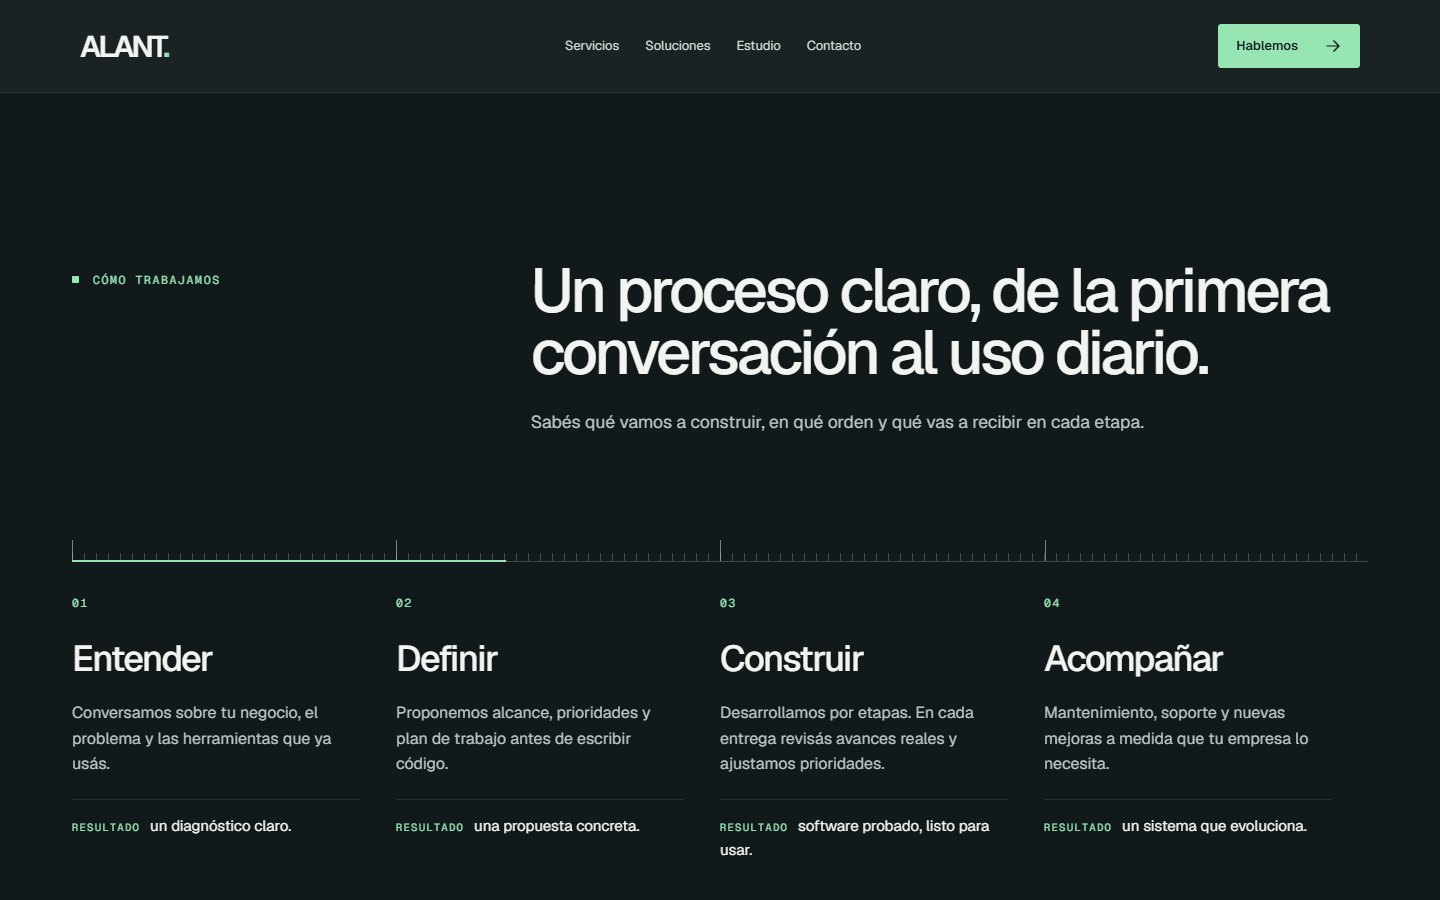 ALANT.
Servicios
Soluciones
Estudio
Contacto
Hablemos
CÓMO TRABAJAMOS
Un proceso claro, de la primera
conversación al uso diario.
Sabés qué vamos a construir, en qué orden y qué vas a recibir en cada etapa.
01
Entender
Conversamos sobre tu negocio, el
problema y las herramientas que ya
usás.
RESULTADO un diagnóstico claro.
02
Definir
Proponemos alcance, prioridades y
plan de trabajo antes de escribir
código.
RESULTADO una propuesta concreta.
03
Construir
Desarrollamos por etapas. En cada
entrega revisás avances reales y
ajustamos prioridades.
RESULTADO software probado, listo para
usar.
04
Acompañar
Mantenimiento, soporte y nuevas
mejoras a medida que tu empresa lo
necesita.
RESULTADO un sistema que evoluciona.